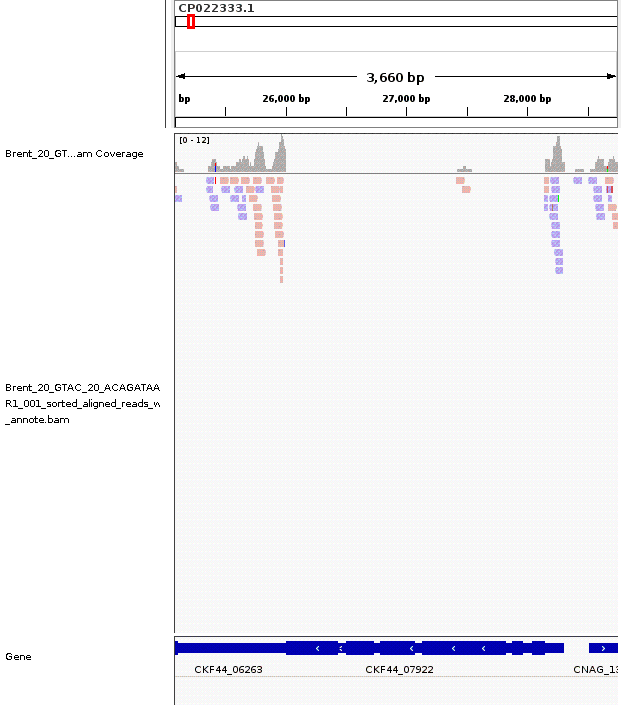 CP022333.1
3,660 bp
bp 26,000 bp 27,000 bp 28,000 bp
[0 - 12]
Brent_20_GT...am Coverage
Brent_20_GTAC_20_ACAGATAA
R1_001_sorted_aligned_reads_w
_annote.bam
Gene
CKF44_06263 CKF44_07922 CNAG_13